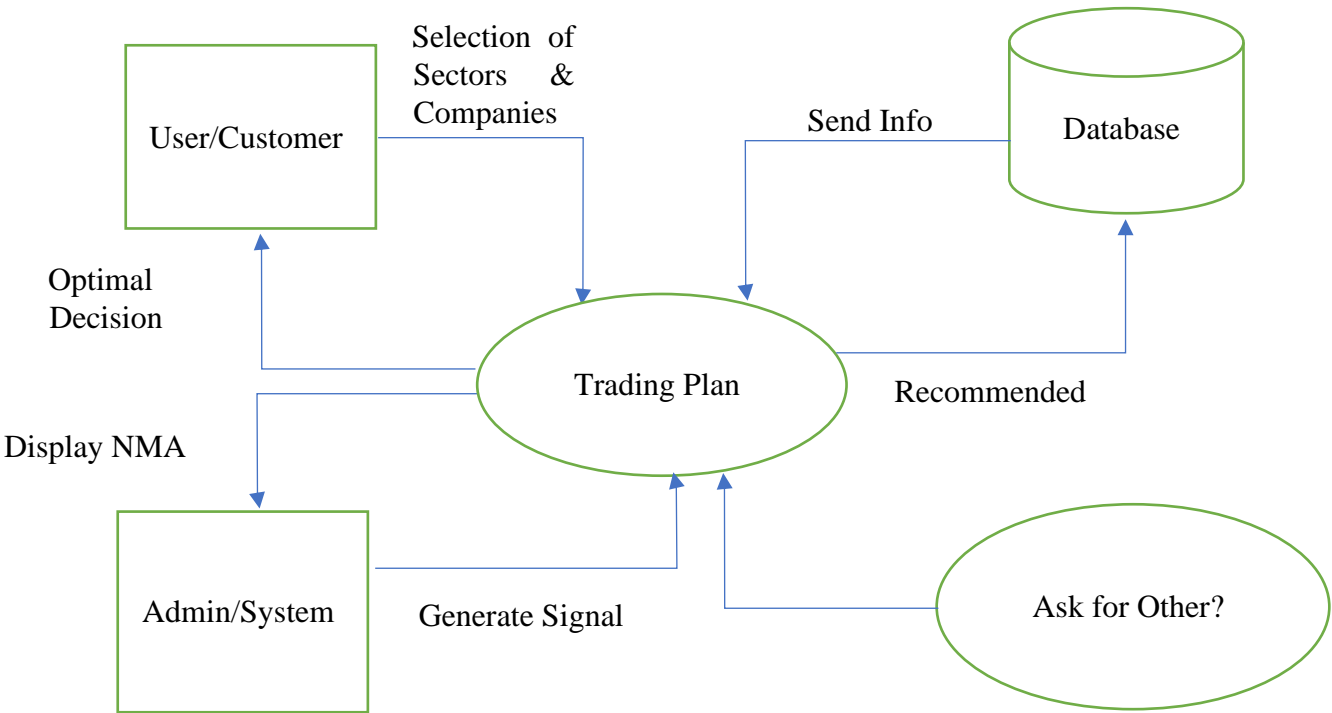 Selection of
Sectors &
Companies
User/Customer
Send Info
Database
Optimal
Decision
Trading Plan
Recommended
Display NMA
Admin/System
Generate Signal
Ask for Other?